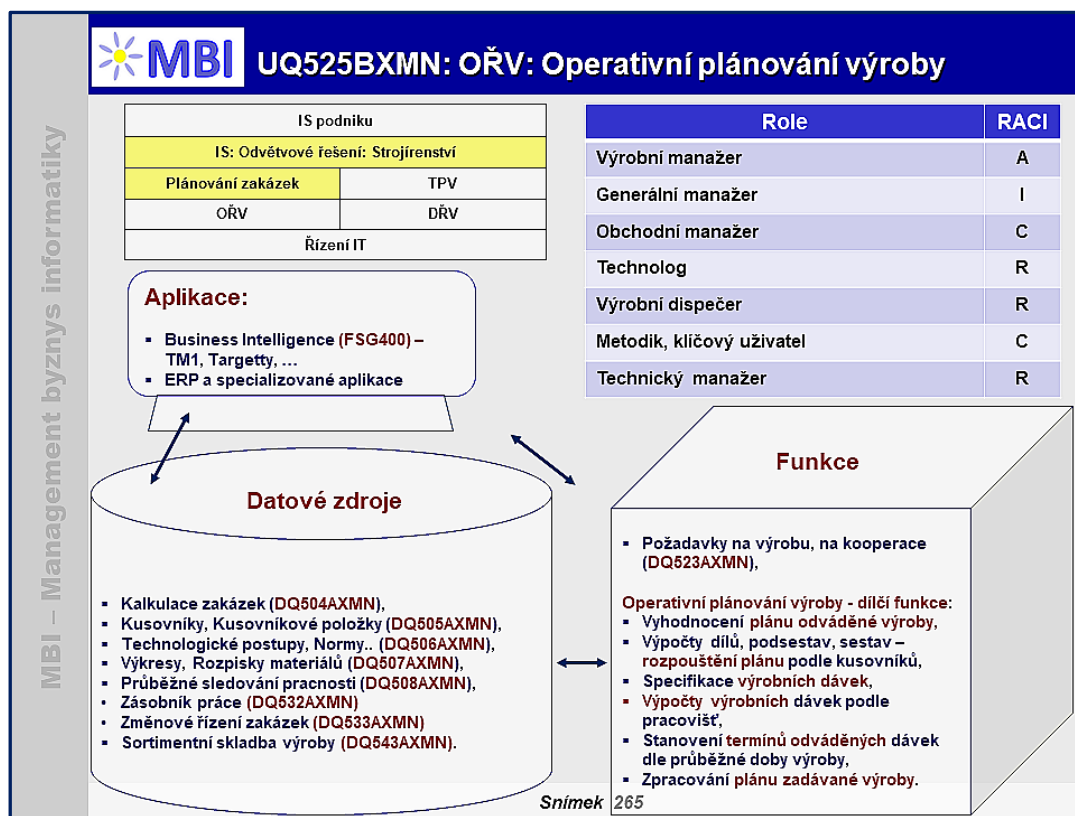 MBI
UQ525BXMN: OŘV: Operativní plánování výroby
MBI – Management byznys informatiky
IS podniku
IS: Odvětvové řešení: Strojírenství
Plánování zakázek
TPV
OŘV
DŘV
Řízení IT
Role RACI
Výrobní manažer A
Generální manažer I
Obchodní manažer C
Technolog R
Výrobní dispečer R
Metodik, klíčový uživatel C
Technický manažer R
Aplikace:
▪ Business Intelligence (FSG400) –
TM1, Targetty, ...
▪ ERP a specializované aplikace
Datové zdroje
▪ Kalkulace zakázek (DQ504AXMN),
▪ Kusovníky, Kusovníkové položky (DQ505AXMN),
▪ Technologické postupy, Normy.. (DQ506AXMN),
▪ Výkresy, Rozpisky materiálů (DQ507AXMN),
▪ Průběžné sledování pracnosti (DQ508AXMN),
• Zásobník práce (DQ532AXMN)
• Změnové řízení zakázek (DQ533AXMN)
▪ Sortimentní skladba výroby (DQ543AXMN).
Funkce
▪ Požadavky na výrobu, na kooperace
(DQ523AXMN),
Operativní plánování výroby - dílčí funkce:
▪ Vyhodnocení plánu odváděné výroby,
▪ Výpočty dílů, podsestav, sestav –
rozpouštění plánu podle kusovníků,
▪ Specifikace výrobních dávek,
▪ Výpočty výrobních dávek podle
pracovišť,
▪ Stanovení termínů odváděných dávek
dle průběžné doby výroby,
▪ Zpracování plánu zadávané výroby.
Snímek 265